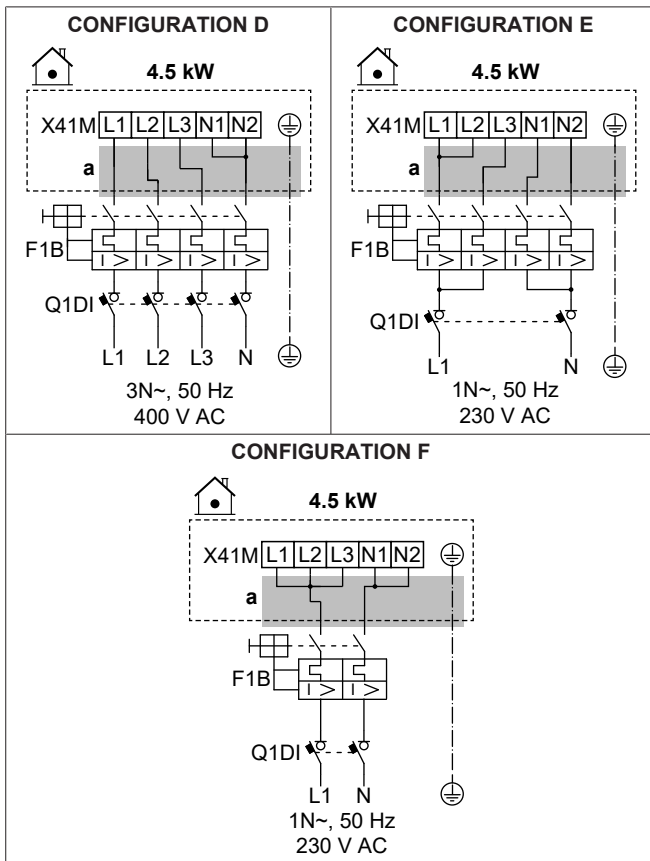 CONFIGURATION D
4.5 kW
X41M L1 L2 L3 N1 N2
a
F1B
I > I > I > I >
Q1DI
L1 L2 L3 N
3N~, 50 Hz
400 V AC
CONFIGURATION E
4.5 kW
X41M L1 L2 L3 N1 N2
a
F1B
I > I > I > I >
Q1DI
L1 N
1N~, 50 Hz
230 V AC
CONFIGURATION F
4.5 kW
X41M L1 L2 L3 N1 N2
a
F1B
I > I >
Q1DI
L1 N
1N~, 50 Hz
230 V AC